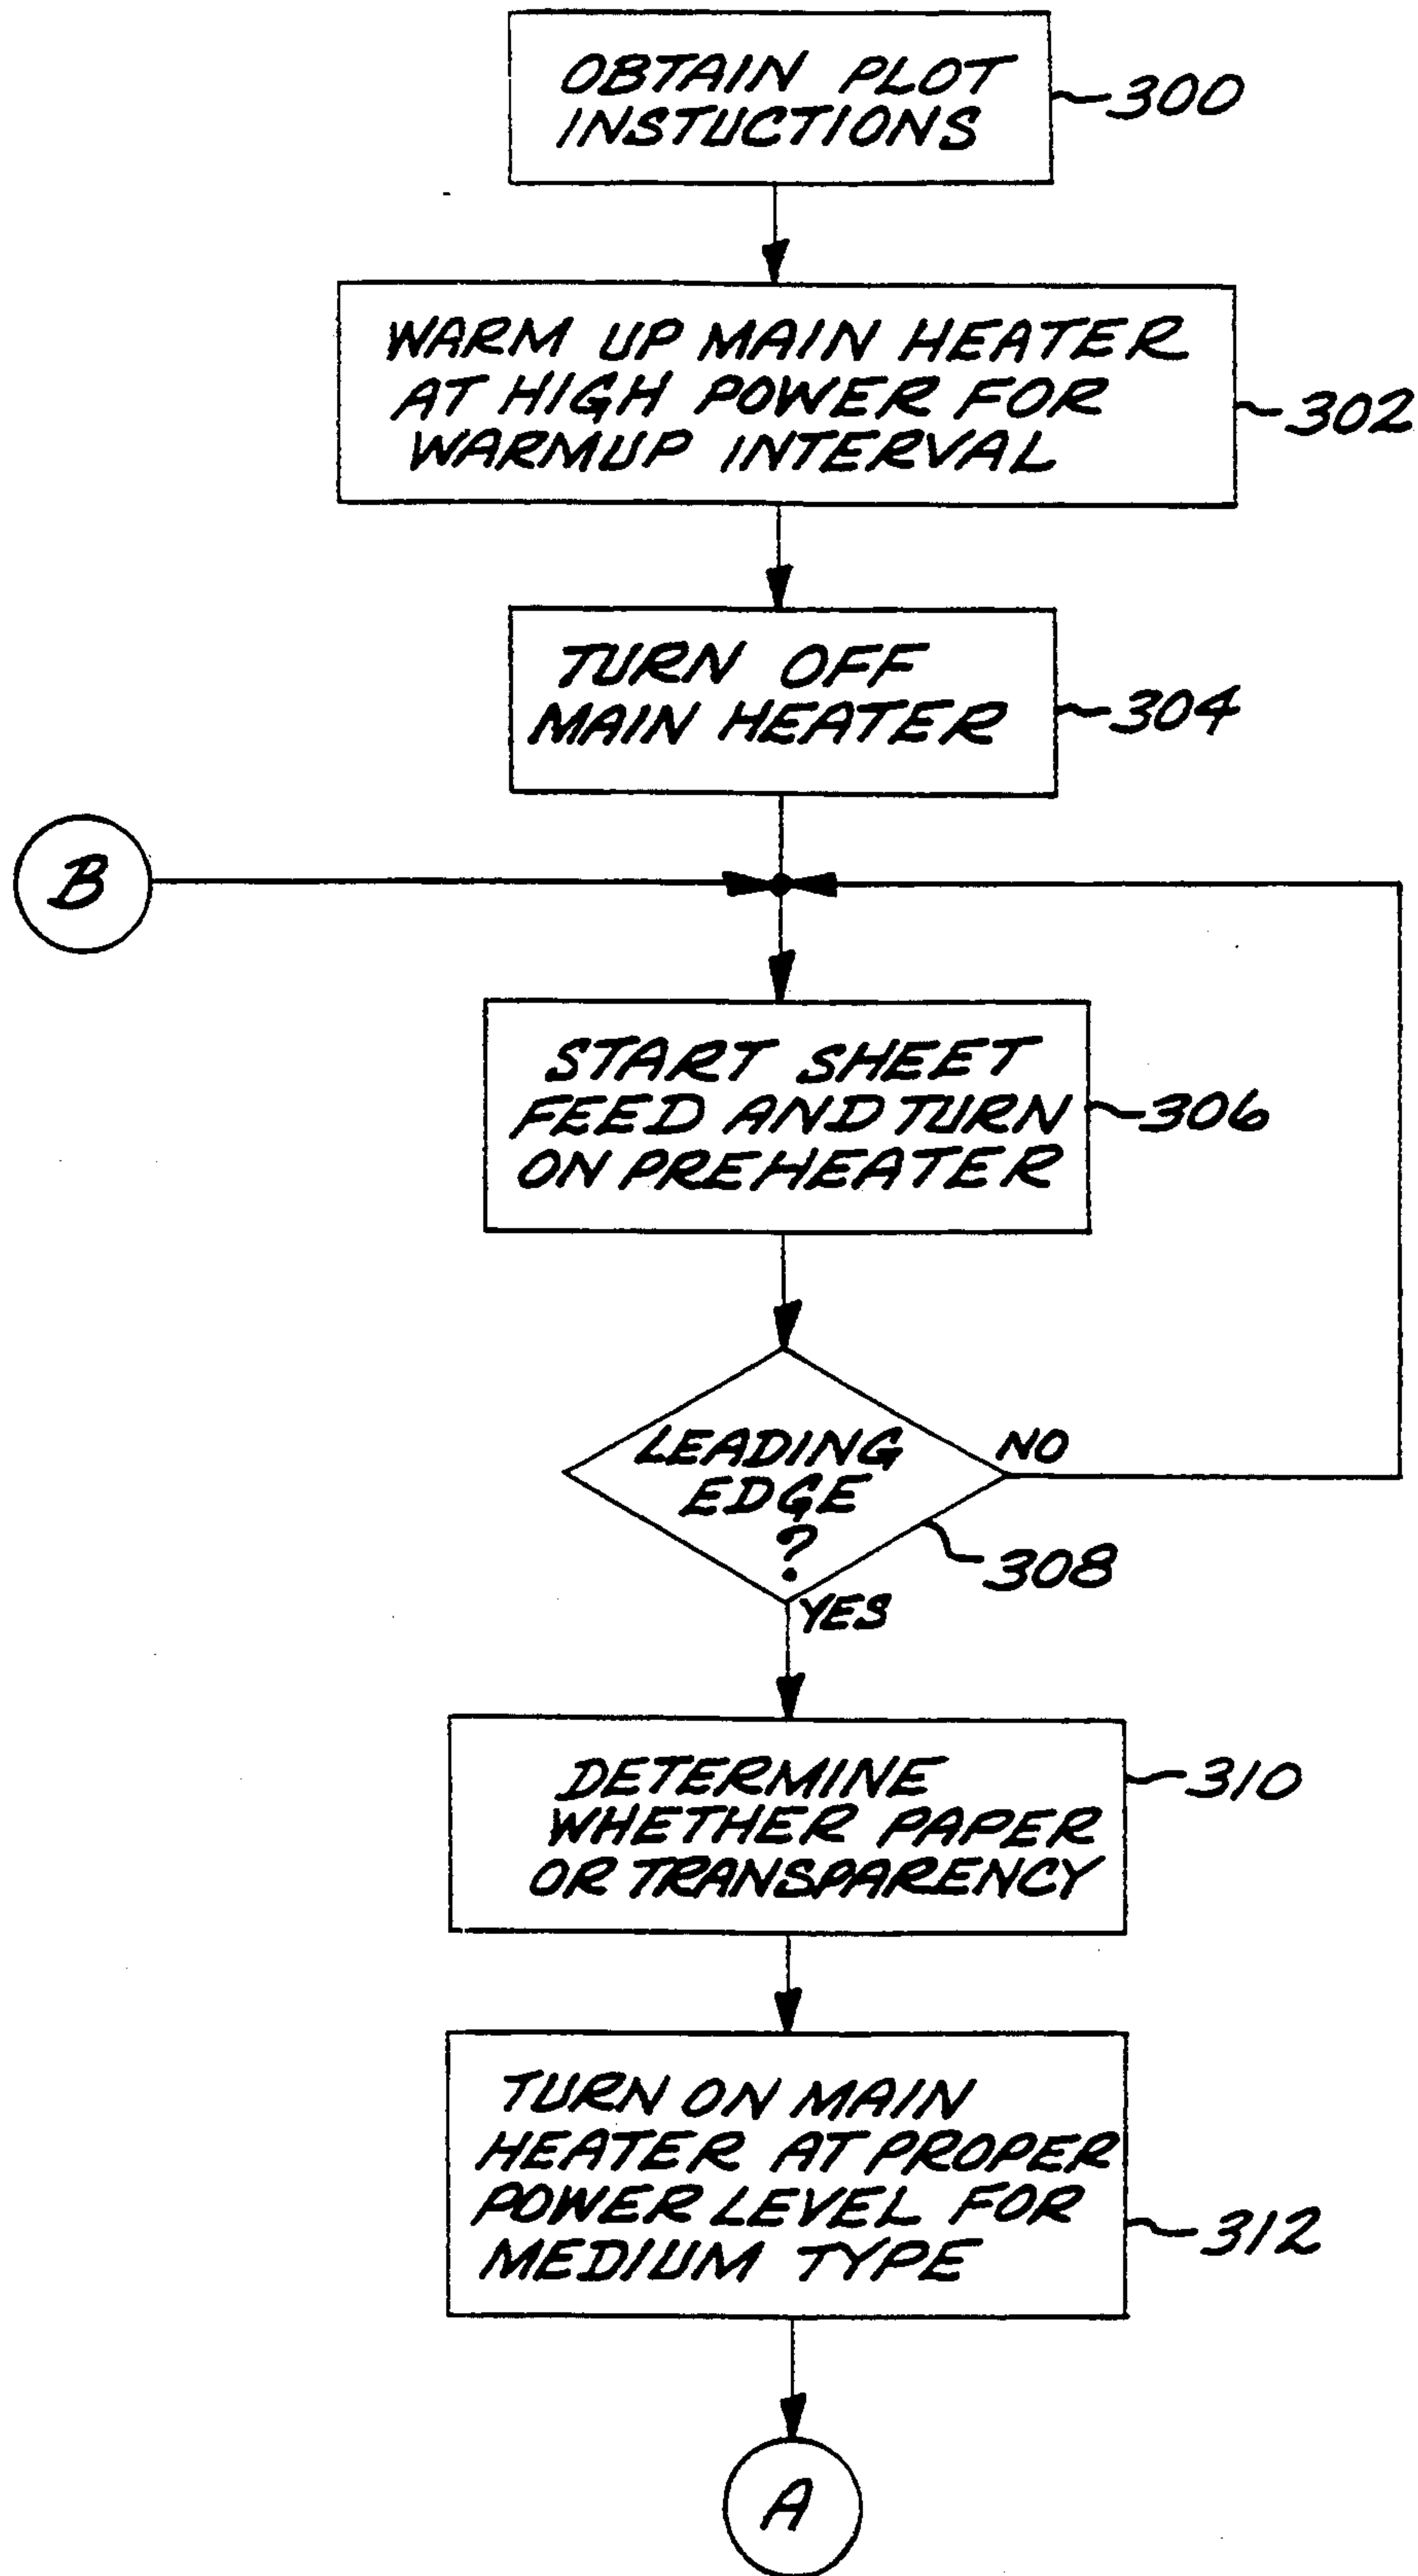 OBTAIN PLOT
INSTUCTIONS
300
WARM UP MAIN HEATER
AT HIGH POWER FOR
WARMUP INTERVAL
302
TURN OFF
MAIN HEATER
304
B
START SHEET
FEED AND TURN
ON PREHEATER
306
LEADING
EDGE
?
NO
308
YES
DETERMINE
WHETHER PAPER
OR TRANSPARENCY
310
TURN ON MAIN
HEATER AT PROPER
POWER LEVEL FOR
MEDIUM TYPE
312
A